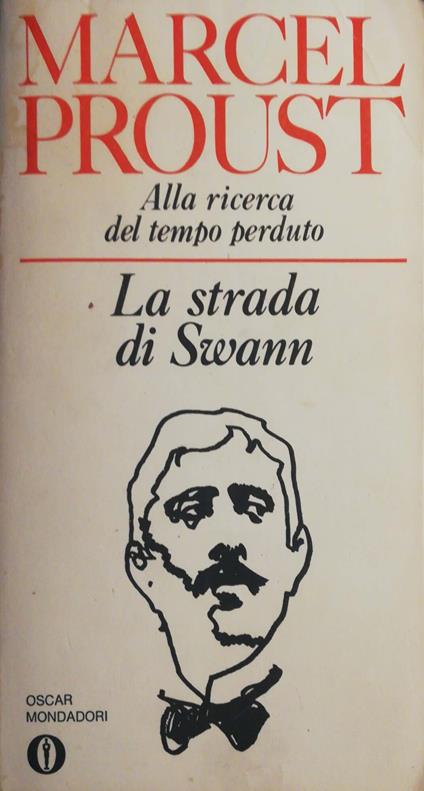 MARCEL
PROUST
Alla ricerca
del tempo perduto
La strada
di Swann
OSCAR
MONDADORI